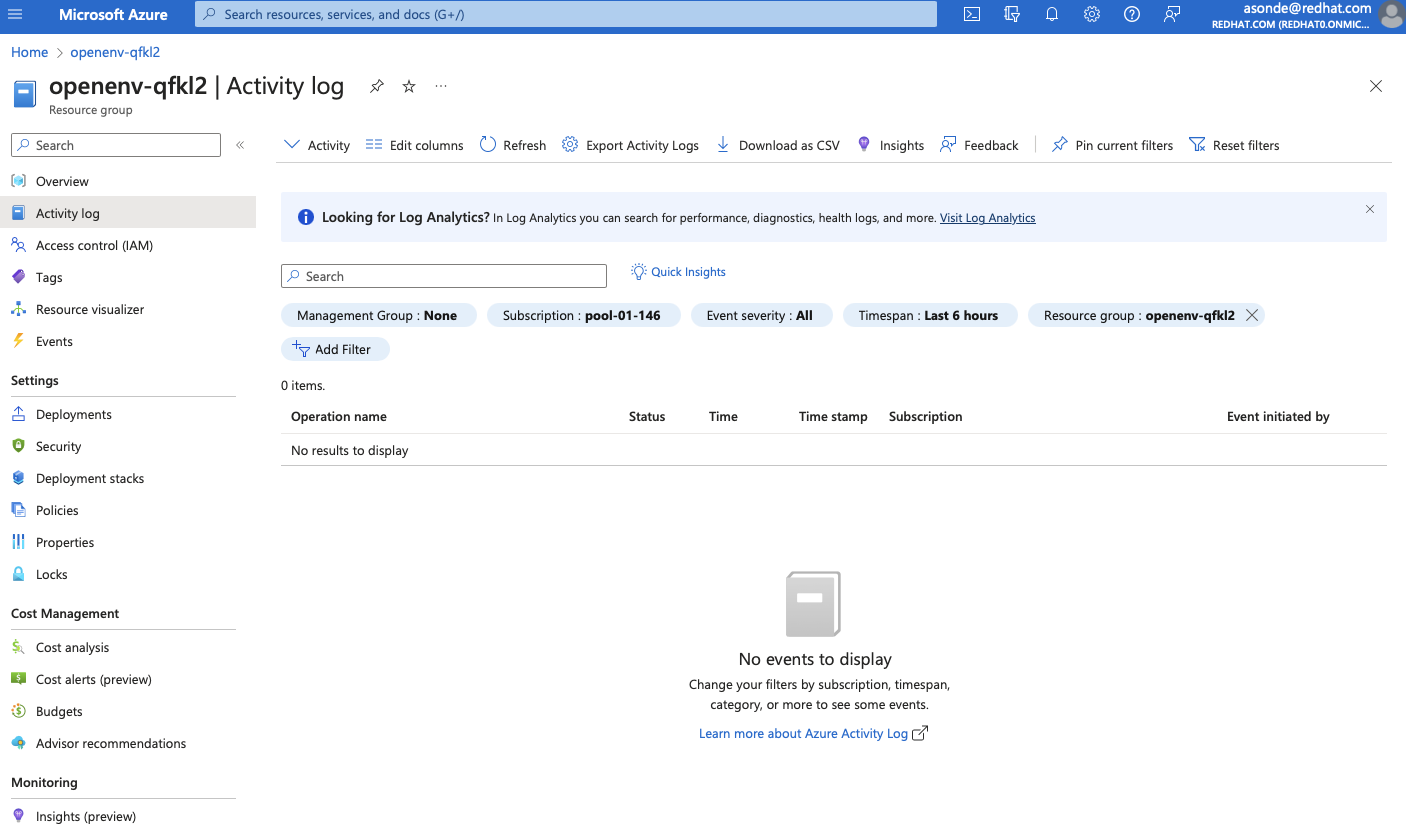 Microsoft Azure
Search resources, services, and docs (G+/)
asonde@redhat.com
REDHAT.COM (REDHAT0.ONMIC...
Home > openenv-qfkl2
openenv-qfkl2 | Activity log
Resource group
Search
Overview
Activity log
Access control (IAM)
Tags
Resource visualizer
Events
Settings
Deployments
Security
Deployment stacks
Policies
Properties
Locks
Cost Management
Cost analysis
Cost alerts (preview)
Budgets
Advisor recommendations
Monitoring
Insights (preview)
Activity Edit columns Refresh Export Activity Logs Download as CSV Insights Feedback Pin current filters Reset filters
Looking for Log Analytics? In Log Analytics you can search for performance, diagnostics, health logs, and more. Visit Log Analytics
Search Quick Insights
Management Group : None Subscription : pool-01-146 Event severity : All Timespan : Last 6 hours Resource group : openenv-qfkl2
Add Filter
0 items.
Operation name Status Time Time stamp Subscription Event initiated by
No results to display
No events to display
Change your filters by subscription, timespan,
category, or more to see some events.
Learn more about Azure Activity Log